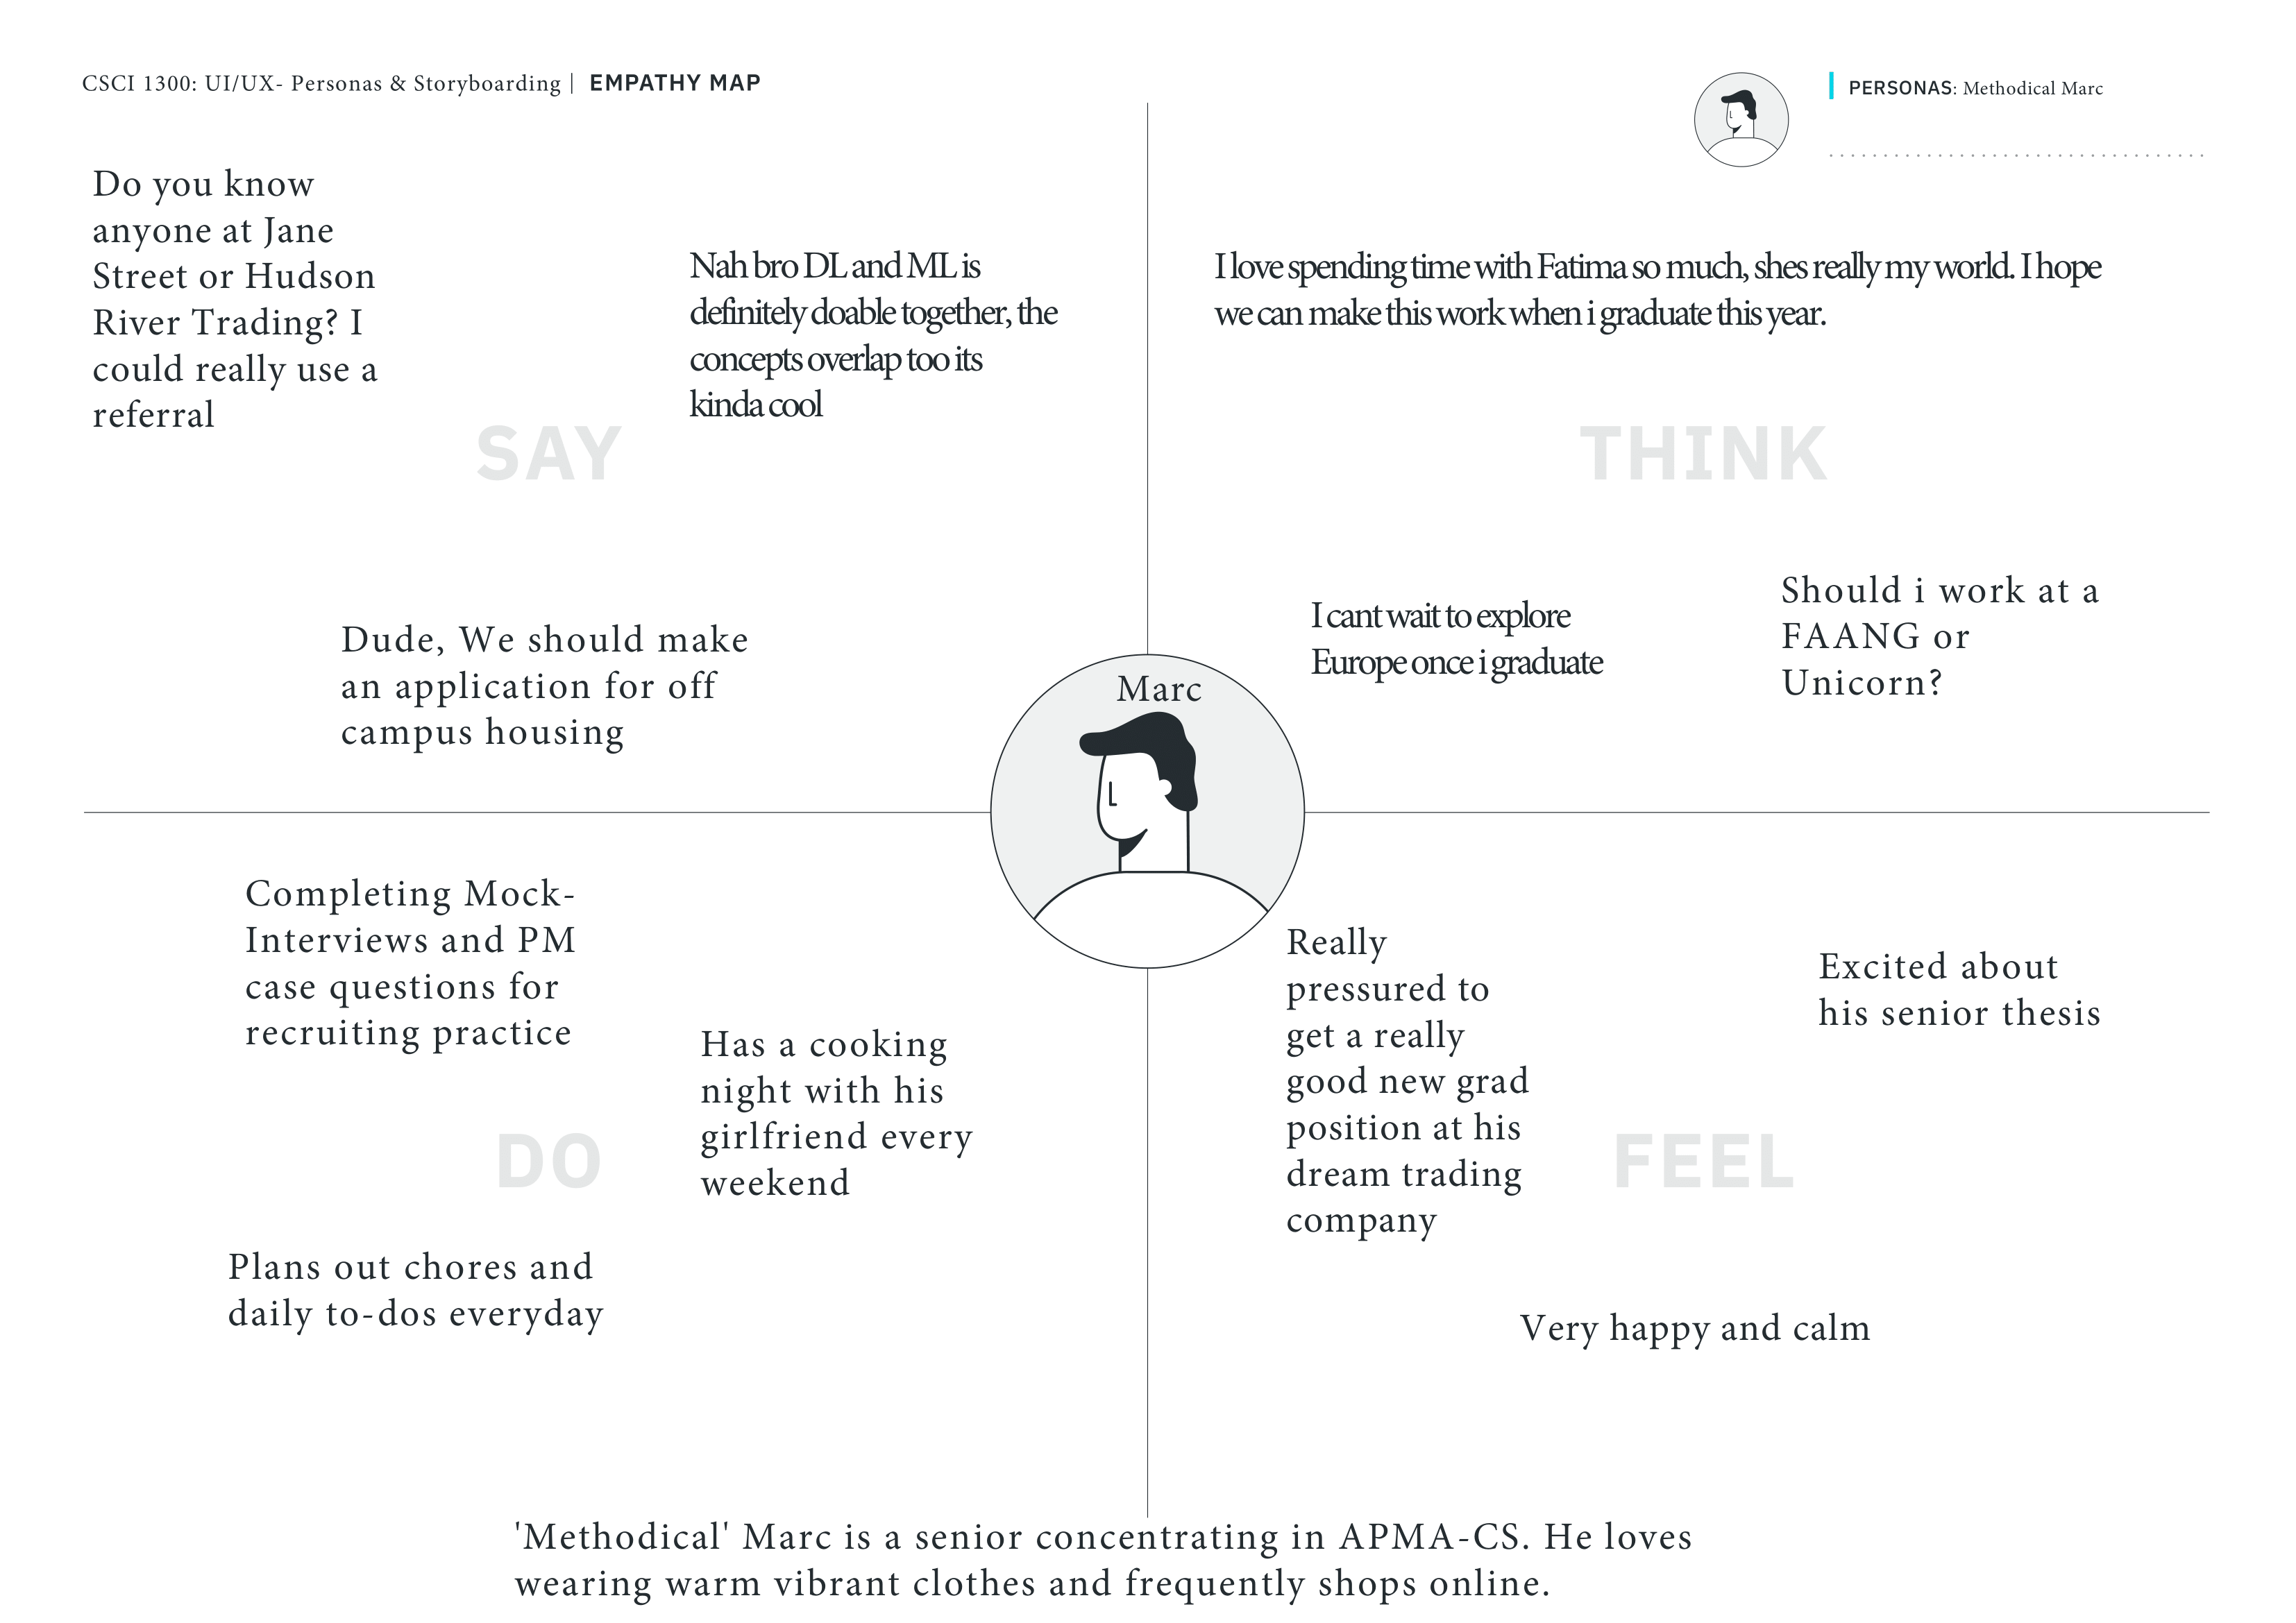 CSCI 1300: UI/UX- Personas & Storyboarding | EMPATHY MAP
PERSONAS: Methodical Marc
Do you know
anyone at Jane
Street or Hudson
River Trading? I
could really use a
referral
Nah bro DL and ML is
definitely doable together, the
concepts overlap too its
kinda cool
SAY
Dude, We should make
an application for off
campus housing
I love spending time with Fatima so much, shes really my world. I hope
we can make this work when i graduate this year.
THINK
I cant wait to explore
Europe once i graduate
Should i work at a
FAANG or
Unicorn?
Marc
Completing Mock-
Interviews and PM
case questions for
recruiting practice
Has a cooking
night with his
girlfriend every
weekend
DO
Plans out chores and
daily to-dos everyday
Really
pressured to
get a really
good new grad
position at his
dream trading
company
Excited about
his senior thesis
FEEL
Very happy and calm
'Methodical' Marc is a senior concentrating in APMA-CS. He loves
wearing warm vibrant clothes and frequently shops online.